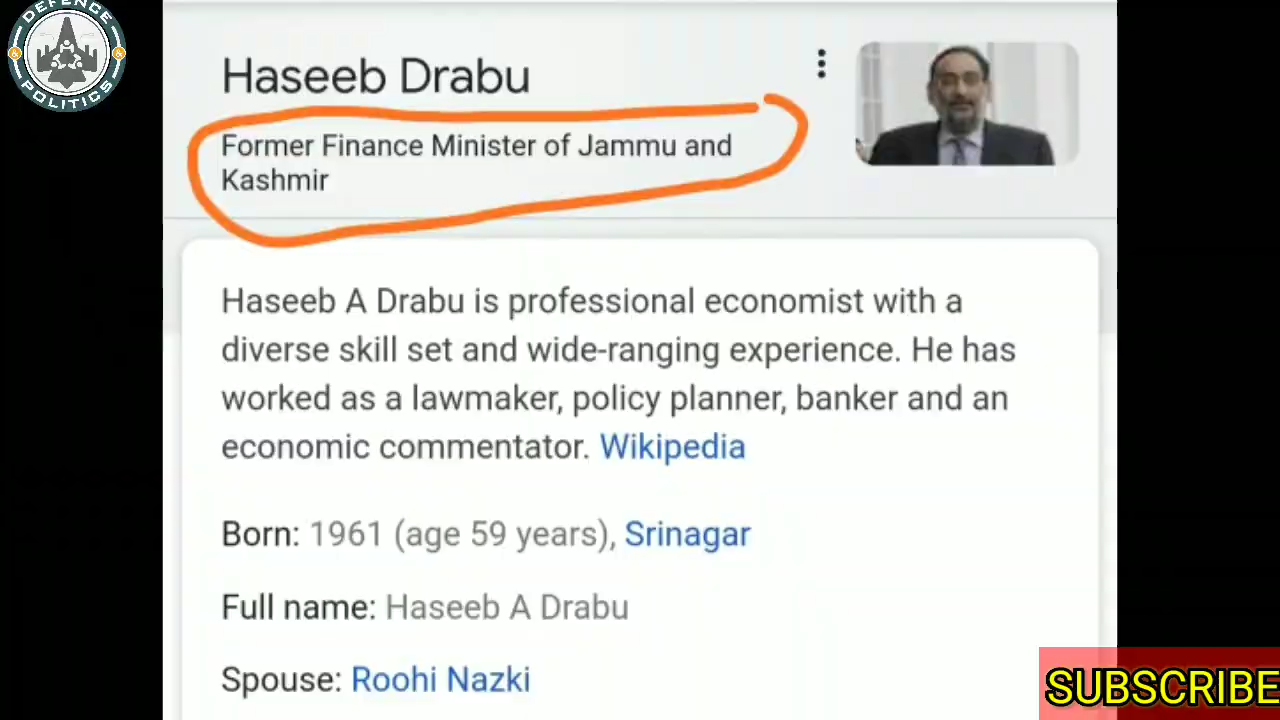 DEFENCE
&
&
POLITICS
Haseeb Drabu
Former Finance Minister of Jammu and
Kashmir
Haseeb A Drabu is professional economist with a
diverse skill set and wide-ranging experience. He has
worked as a lawmaker, policy planner, banker and an
economic commentator. Wikipedia
Born: 1961 (age 59 years), Srinagar
Full name: Haseeb A Drabu
Spouse: Roohi Nazki
SUBSCRIBE